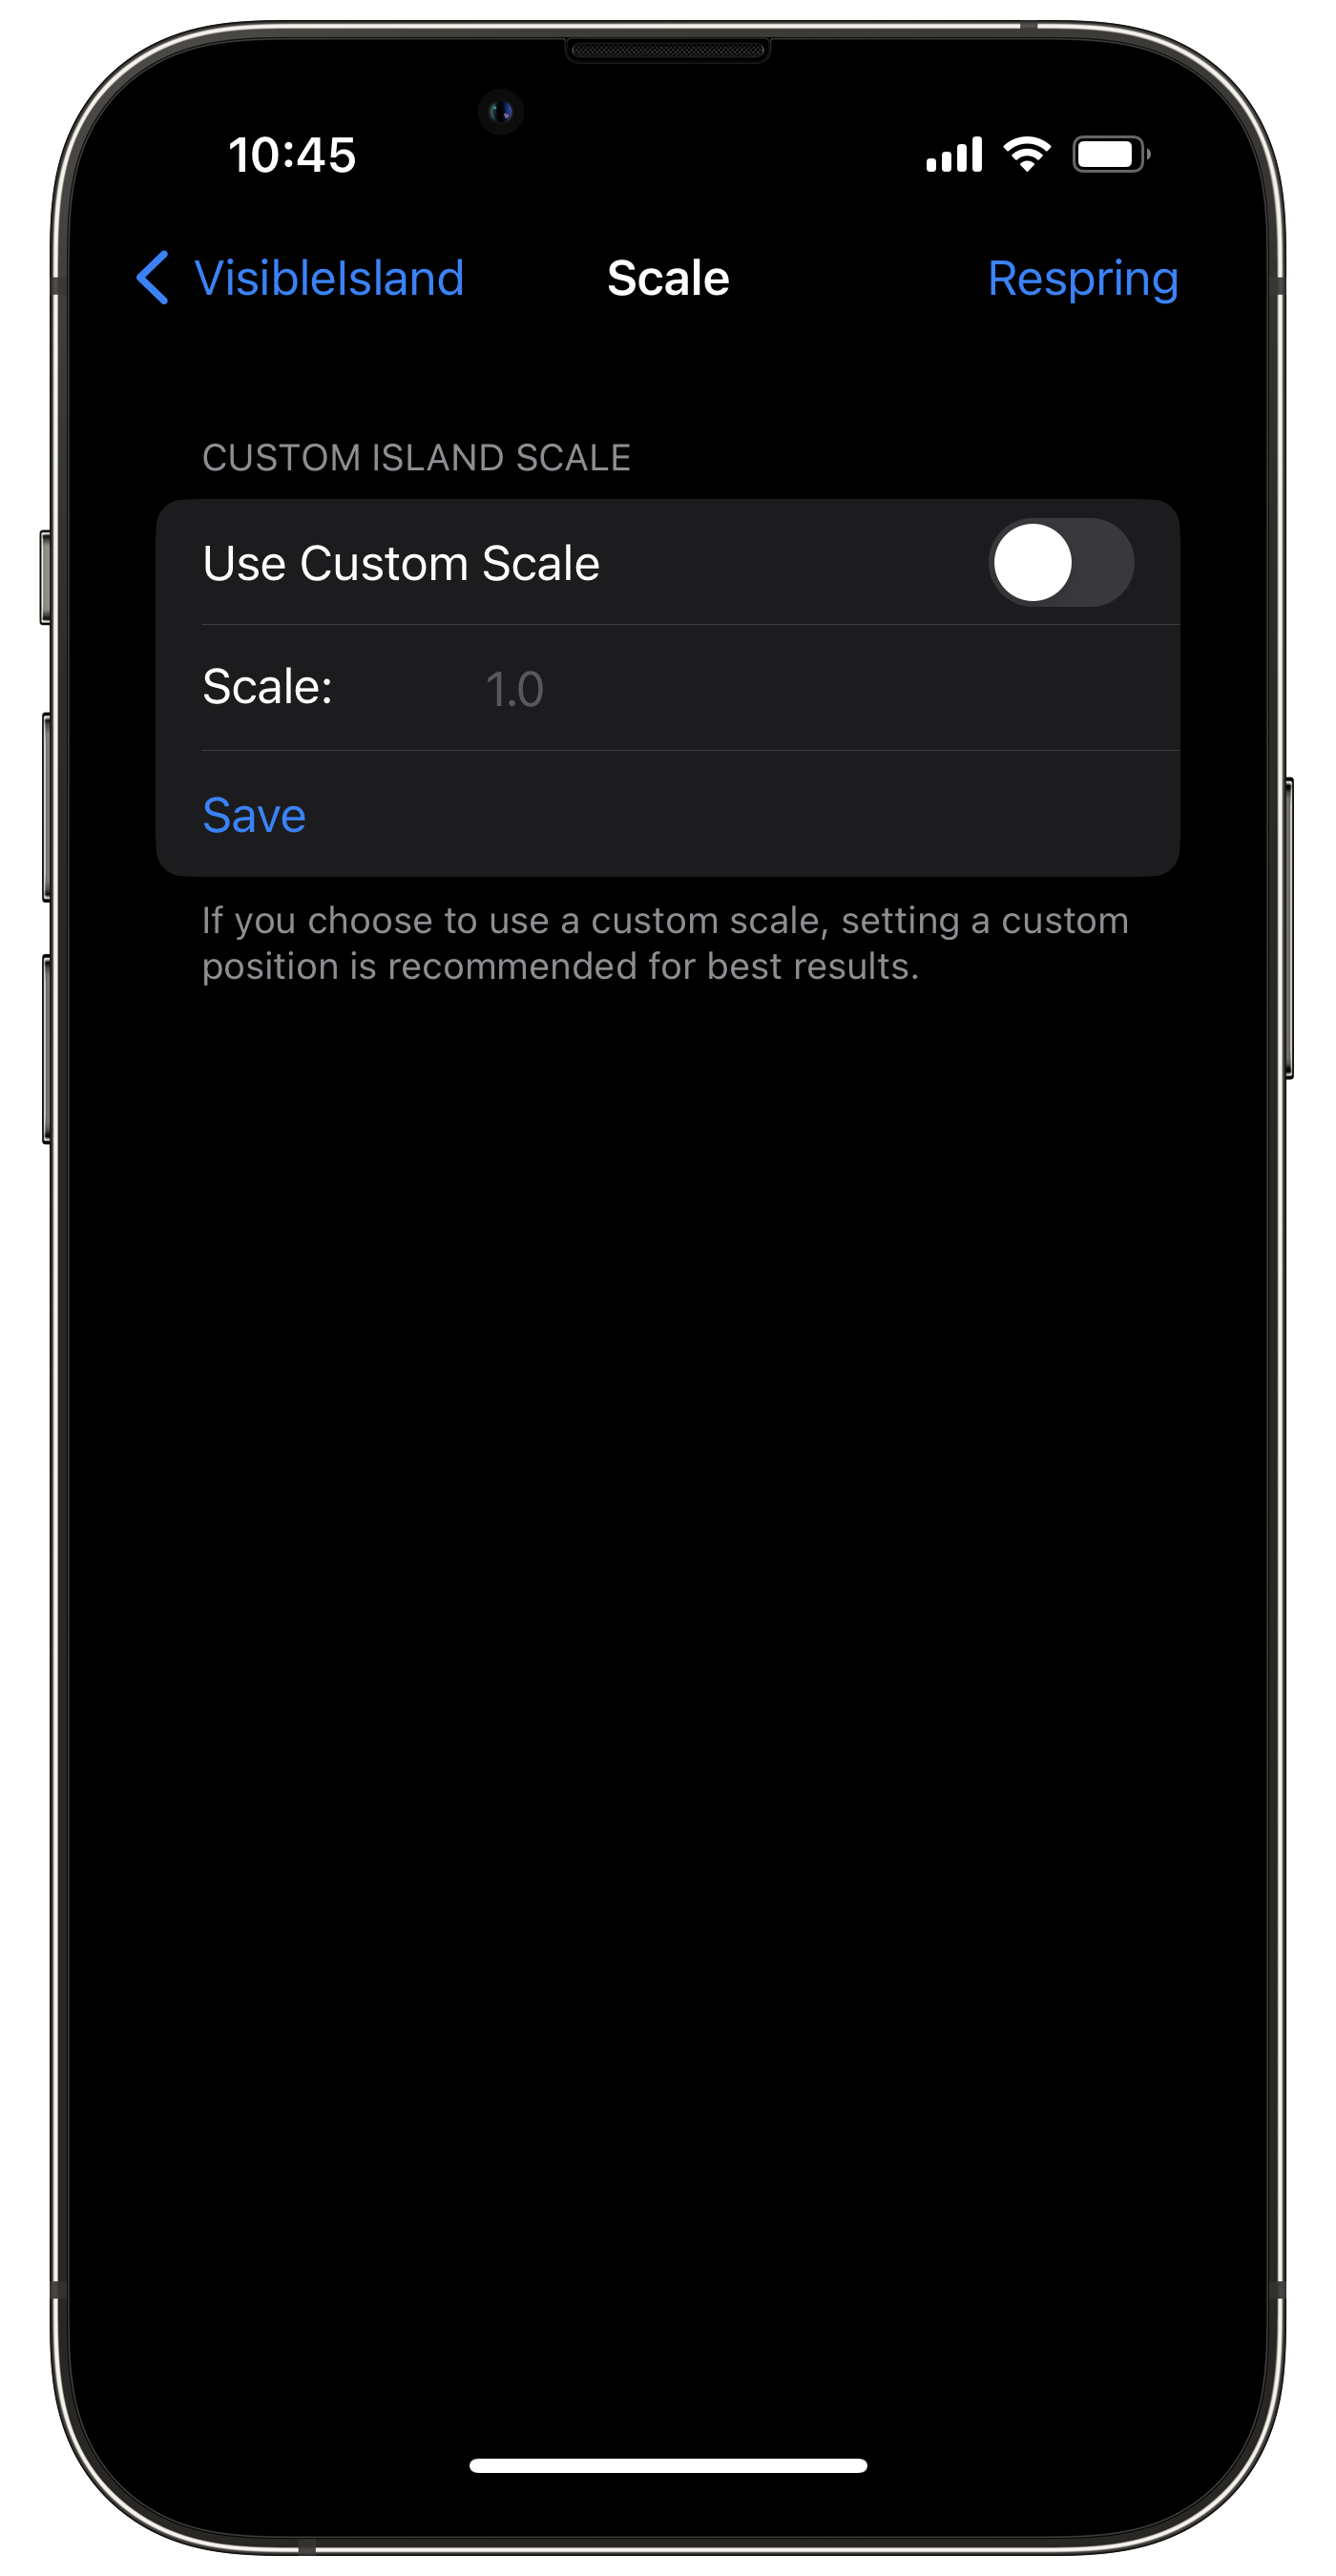 10:45
VisibleIsland Scale Respring
CUSTOM ISLAND SCALE
Use Custom Scale
Scale: 1.0
Save
If you choose to use a custom scale, setting a custom
position is recommended for best results.